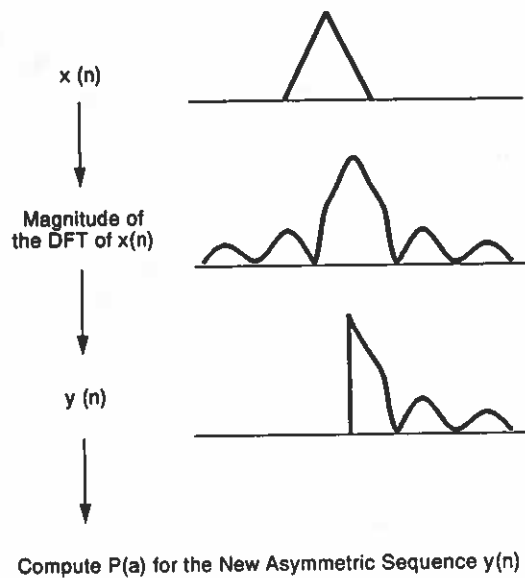 x (n)
Magnitude of
the DFT of x(n)
y (n)
Compute P(a) for the New Asymmetric Sequence y(n)